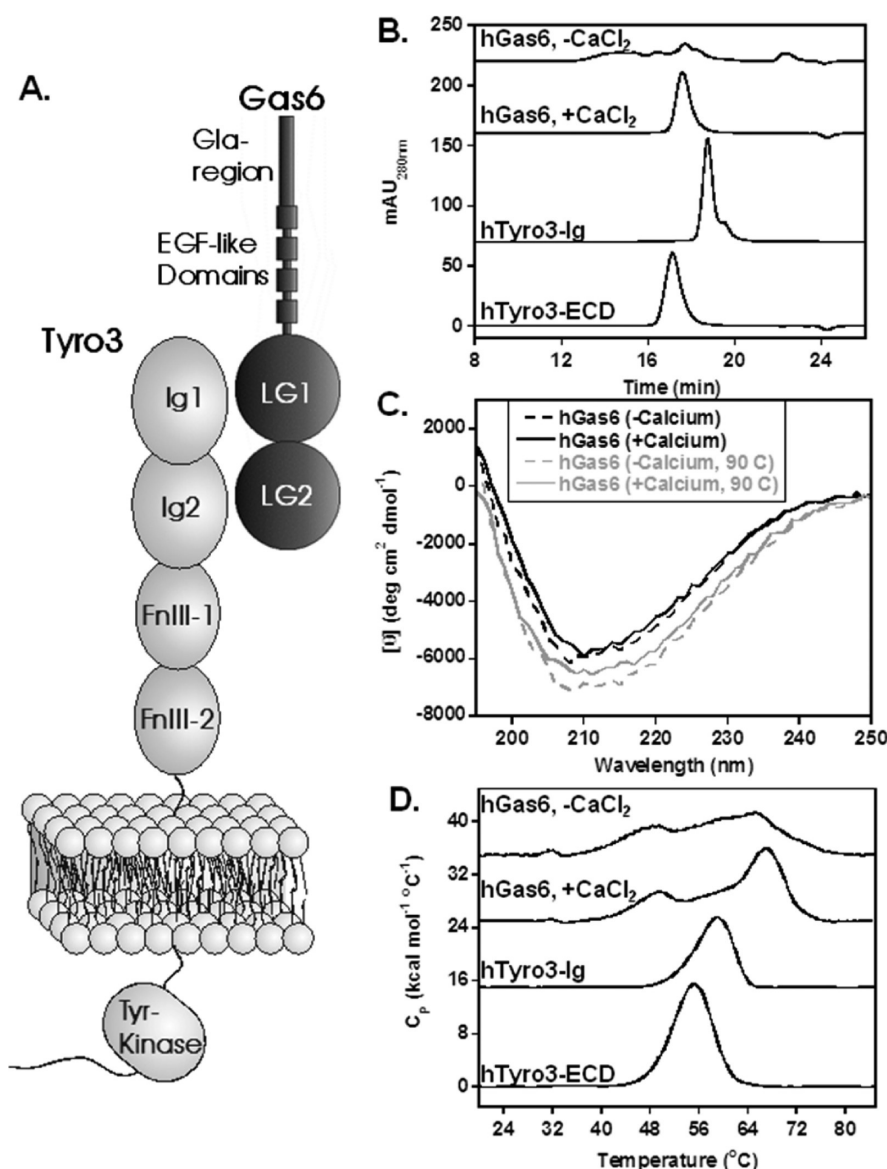 A.
Gas6
Gla-
region
EGF-like
Domains
Tyro3
Ig1
LG1
Ig2
LG2
FnIII-1
FnIII-2
Tyr-
Kinase
B.
250
200
150
100
50
0
mAU280nm
hGas6, -CaCl2
hGas6, +CaCl2
hTyro3-Ig
hTyro3-ECD
8 12 16 20 24
Time (min)
C.
2000
0
-2000
-4000
-6000
-8000
[θ] (deg cm² dmol⁻¹)
hGas6 (-Calcium)
hGas6 (+Calcium)
hGas6 (-Calcium, 90 C)
hGas6 (+Calcium, 90 C)
200 210 220 230 240 250
Wavelength (nm)
D.
40
32
24
16
8
0
CP (kcal mol⁻¹ °C⁻¹)
hGas6, -CaCl2
hGas6, +CaCl2
hTyro3-Ig
hTyro3-ECD
24 32 40 48 56 64 72 80
Temperature (°C)